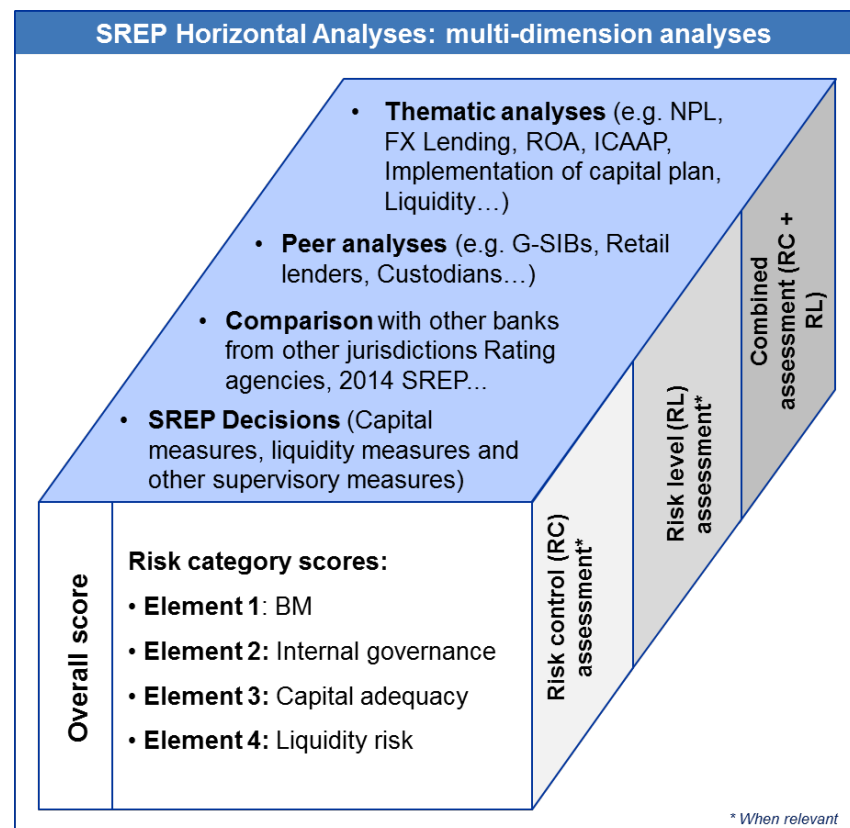 SREP Horizontal Analyses: multi-dimension analyses
• Thematic analyses (e.g. NPL,
FX Lending, ROA, ICAAP,
Implementation of capital plan,
Liquidity…)
• Peer analyses (e.g. G-SIBs, Retail
lenders, Custodians…)
• Comparison with other banks
from other jurisdictions Rating
agencies, 2014 SREP...
• SREP Decisions (Capital
measures, liquidity measures and
other supervisory measures)
Overall score
Risk category scores:
• Element 1: BM
• Element 2: Internal governance
• Element 3: Capital adequacy
• Element 4: Liquidity risk
Risk control (RC)
assessment*
Risk level (RL)
assessment*
Combined
assessment (RC +
RL)
* When relevant